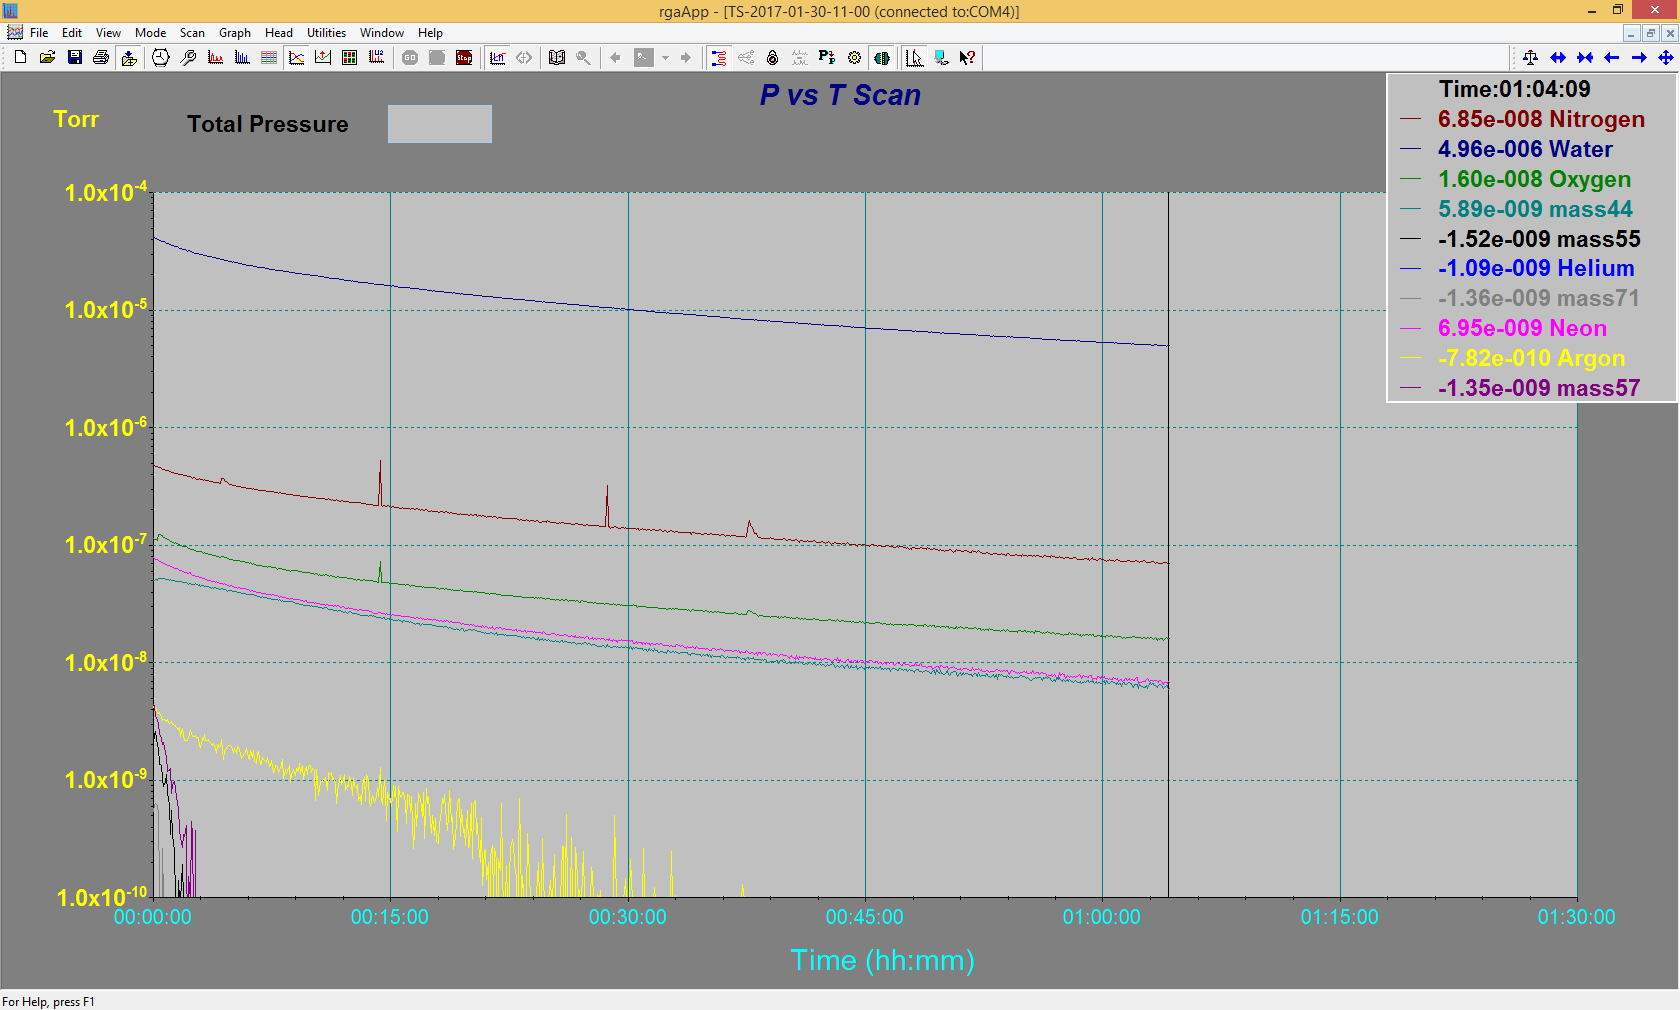 rgaApp - [TS-2017-01-30-11-00 (connected to:COM4)]
File Edit View Mode Scan Graph Head Utilities Window Help
GO Stop
P vs T Scan
Torr
Total Pressure
Time:01:04:09
6.85e-008 Nitrogen
4.96e-006 Water
1.60e-008 Oxygen
5.89e-009 mass44
-1.52e-009 mass55
-1.09e-009 Helium
-1.36e-009 mass71
6.95e-009 Neon
-7.82e-010 Argon
-1.35e-009 mass57
1.0x10-4
1.0x10-5
1.0x10-6
1.0x10-7
1.0x10-8
1.0x10-9
1.0x10-10
00:00:00 00:15:00 00:30:00 00:45:00 01:00:00 01:15:00 01:30:00
Time (hh:mm)
For Help, press F1